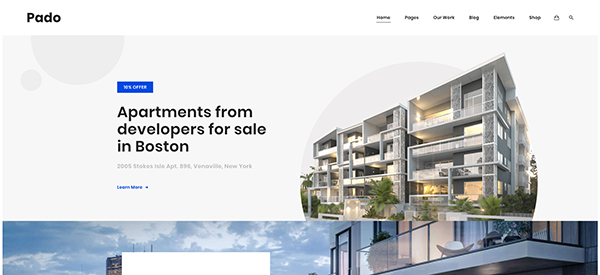 Pado
Home Pages Our Work Blog Elements Shop
10% OFFER
Apartments from
developers for sale
in Boston
2005 Stokes Isle Apt. 896, Venaville, New York
Learn More